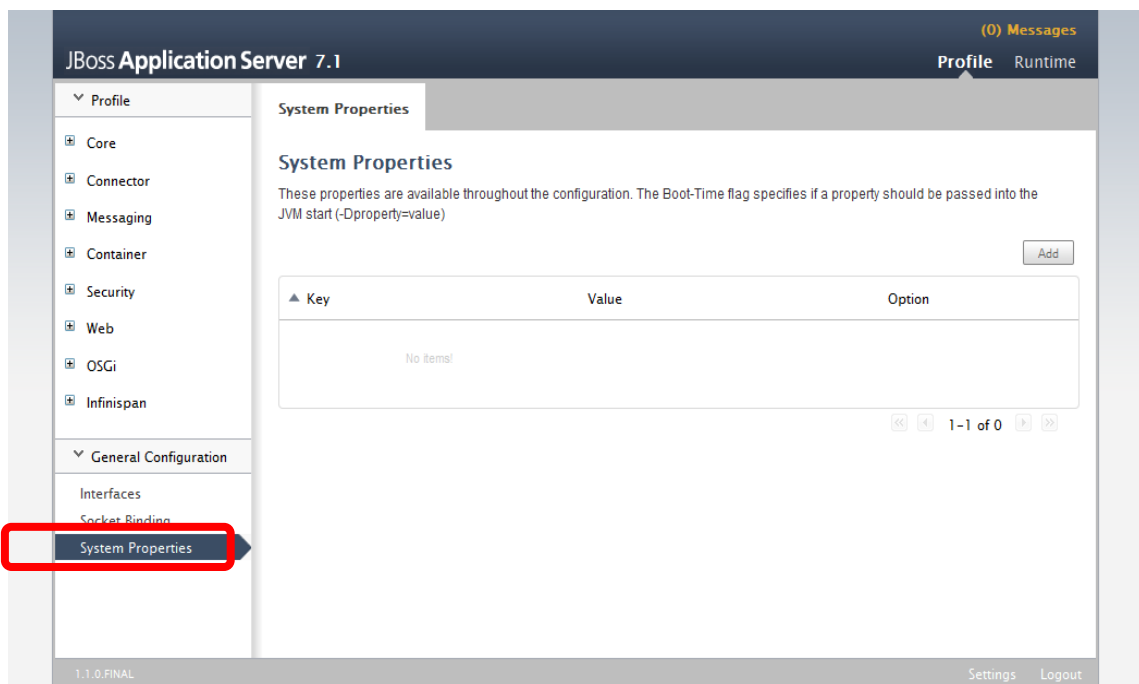 (0) Messages
JBoss Application Server 7.1
Profile Runtime
Profile
System Properties
Core
Connector
Messaging
Container
Security
Web
OSGi
Infinispan
System Properties
These properties are available throughout the configuration. The Boot-Time flag specifies if a property should be passed into the
JVM start (-Dproperty=value)
Add
Key Value Option
No items!
1-1 of 0
General Configuration
Interfaces
Socket Binding
System Properties
1.1.0.FINAL
Settings Logout